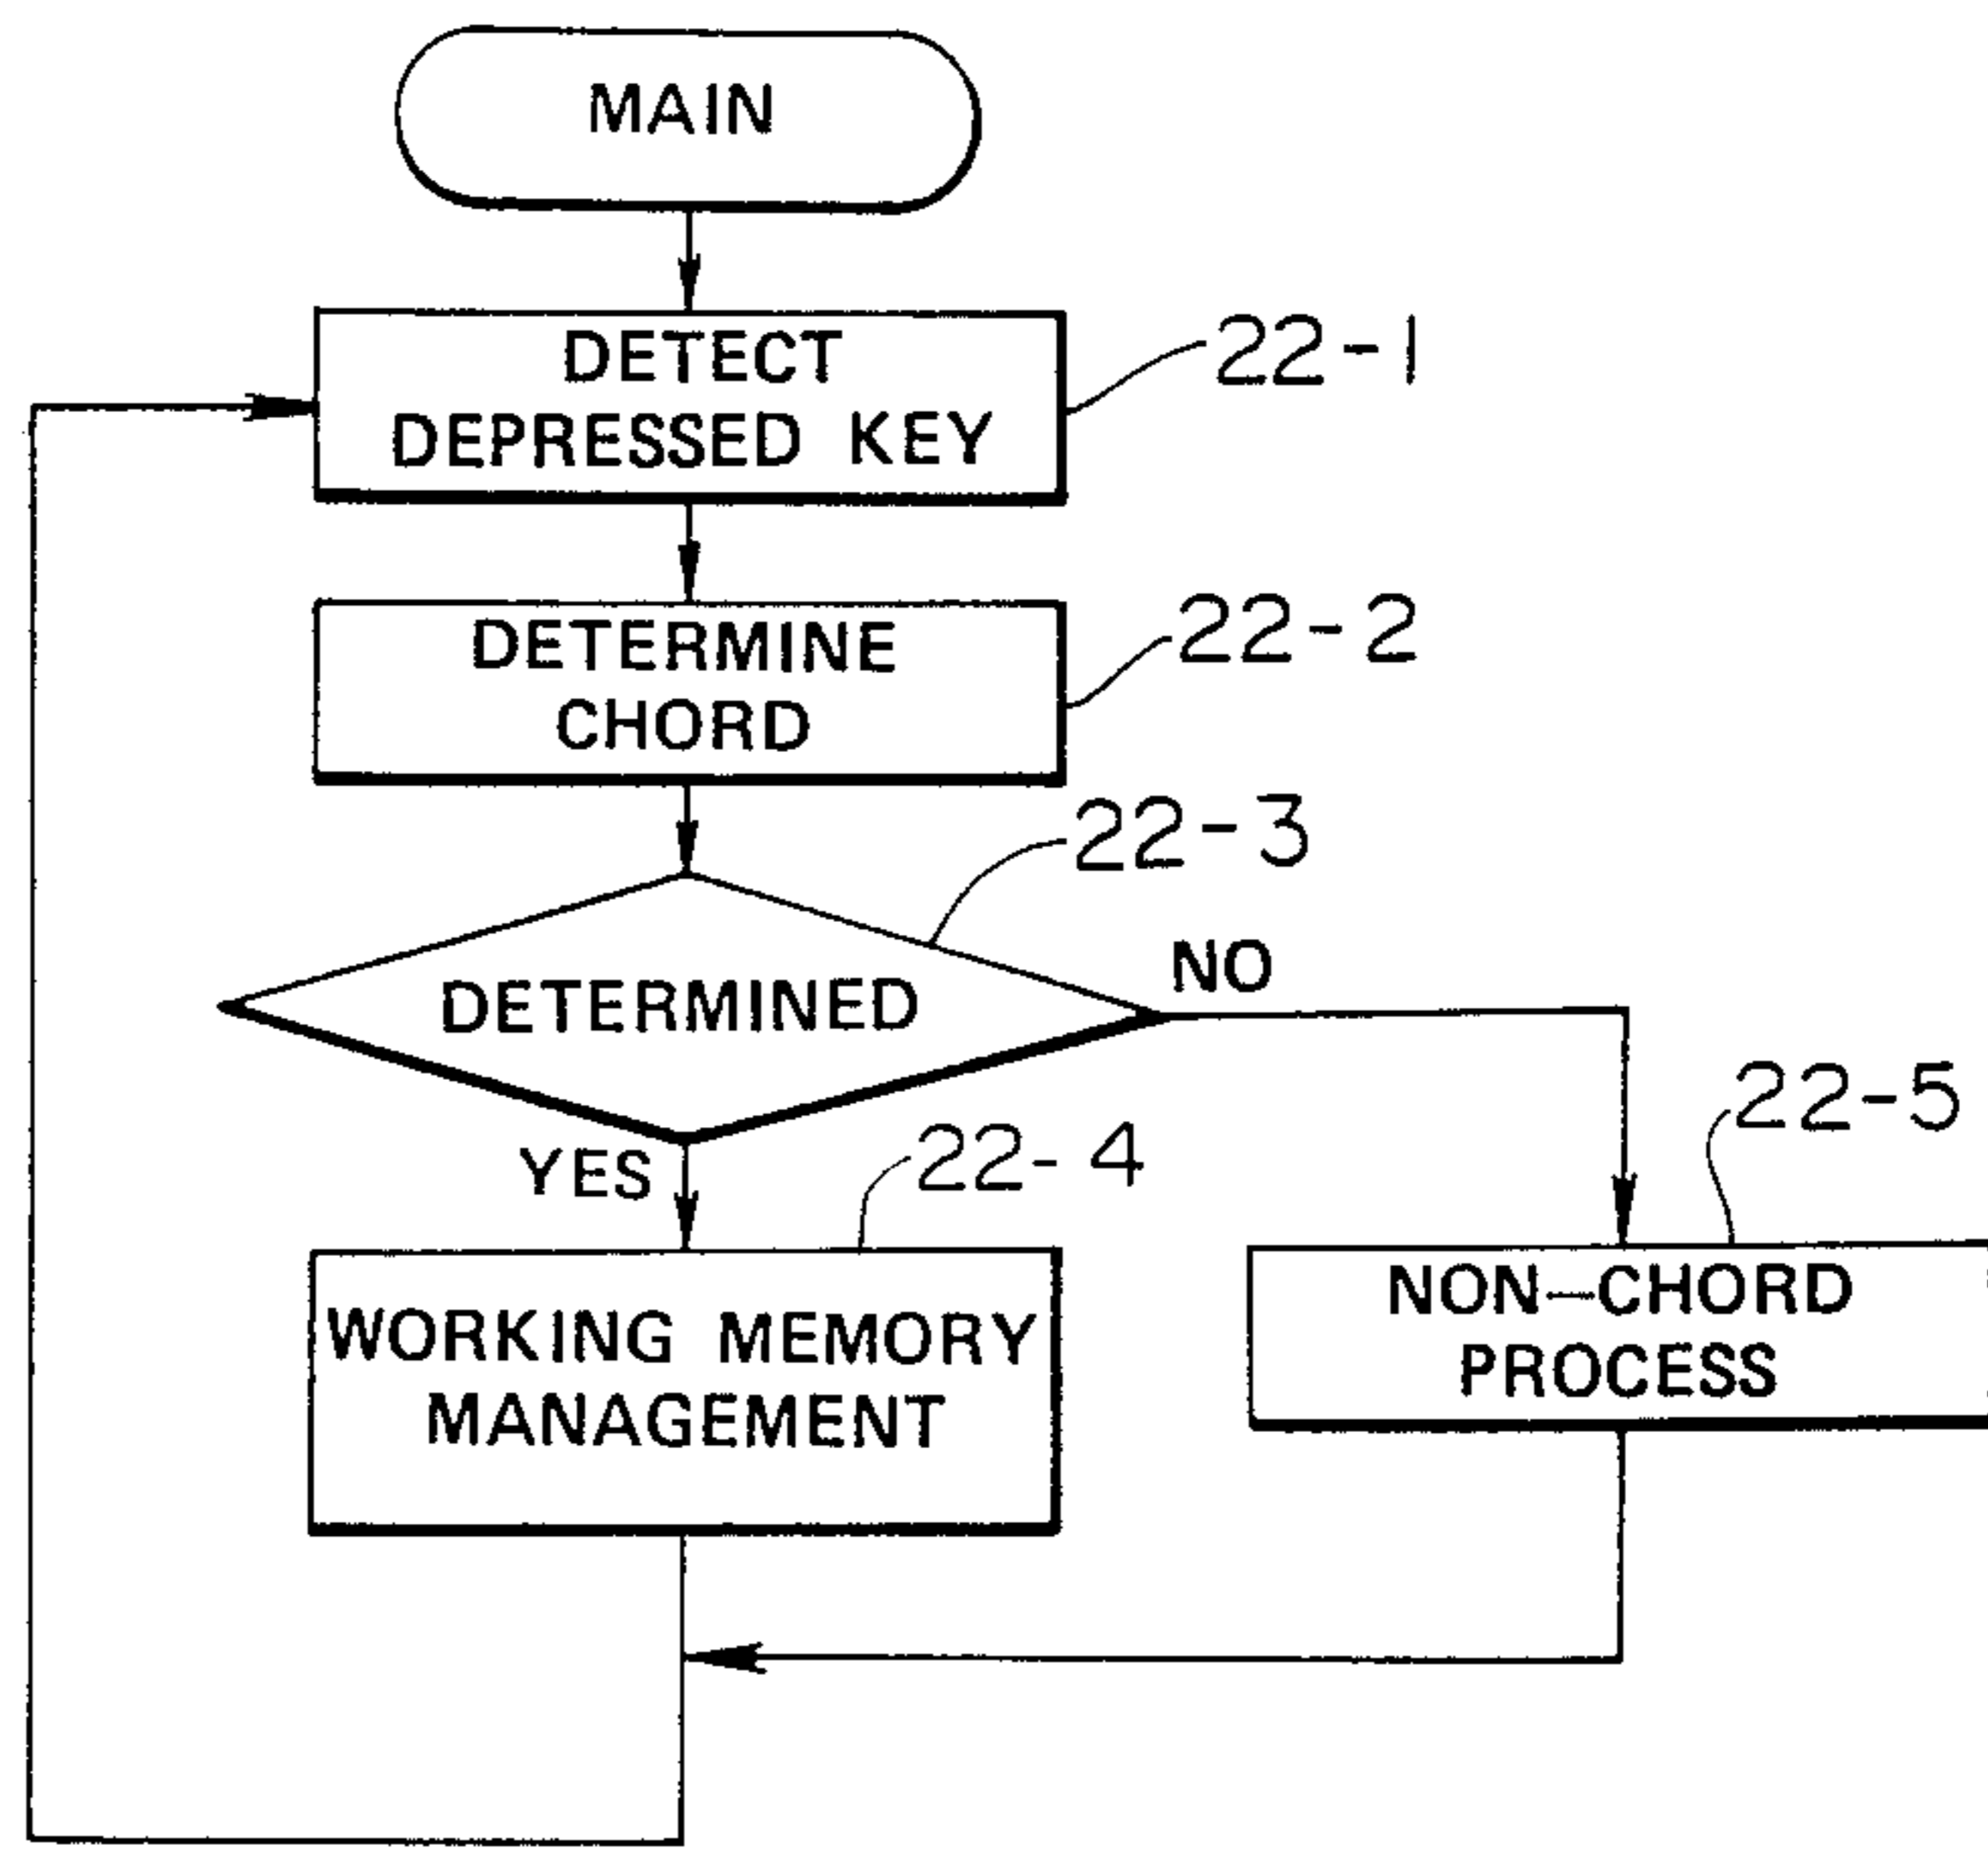 MAIN
DETECT
DEPRESSED KEY
22-1
DETERMINE
CHORD
22-2
22-3
DETERMINED
NO
YES
22-4
22-5
WORKING MEMORY
MANAGEMENT
NON-CHORD
PROCESS